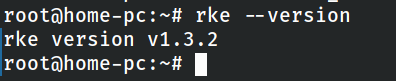 root@home-pc:~# rke --version
rke version v1.3.2
root@home-pc:~#